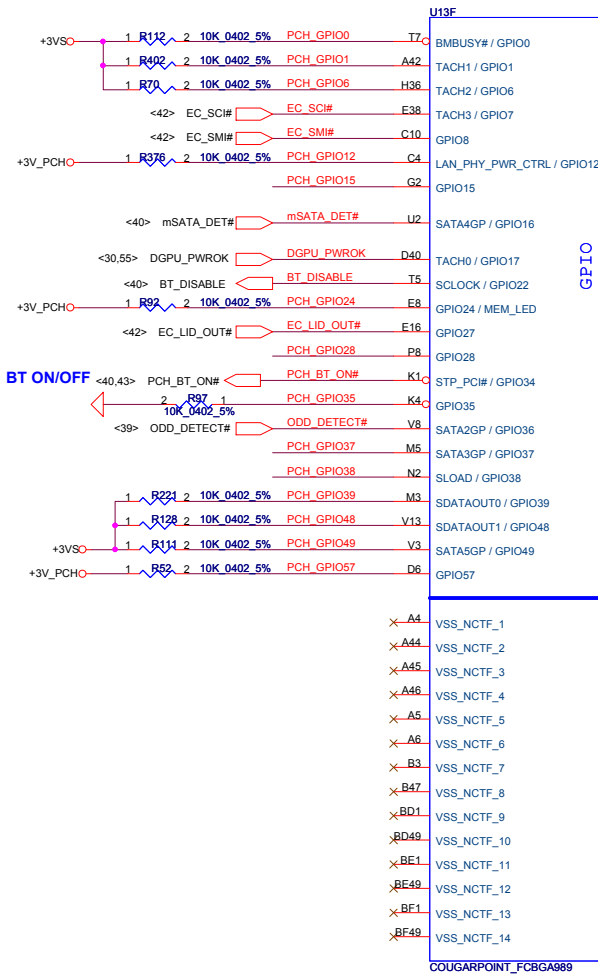 U13F
+3VS 1 R112 2 10K_0402_5% PCH_GPIO0 T7 BMBUSY# / GPIO0
1 R402 2 10K_0402_5% PCH_GPIO1 A42 TACH1 / GPIO1
1 R70 2 10K_0402_5% PCH_GPIO6 H36 TACH2 / GPIO6
<42> EC_SCI# EC_SCI# E38 TACH3 / GPIO7
<42> EC_SMI# EC_SMI# C10 GPIO8
+3V_PCH 1 R376 2 10K_0402_5% PCH_GPIO12 C4 LAN_PHY_PWR_CTRL / GPIO12
PCH_GPIO15 G2 GPIO15
<40> mSATA_DET# mSATA_DET# U2 SATA4GP / GPIO16
GPIO
<30,55> DGPU_PWROK DGPU_PWROK D40 TACH0 / GPIO17
<40> BT_DISABLE BT_DISABLE T5 SCLOCK / GPIO22
+3V_PCH 1 R92 2 10K_0402_5% PCH_GPIO24 E8 GPIO24 / MEM_LED
<42> EC_LID_OUT# EC_LID_OUT# E16 GPIO27
PCH_GPIO28 P8 GPIO28
BT ON/OFF <40,43> PCH_BT_ON# PCH_BT_ON# K1 STP_PCI# / GPIO34
2 R97 1 10K_0402_5% PCH_GPIO35 K4 GPIO35
<39> ODD_DETECT# ODD_DETECT# V8 SATA2GP / GPIO36
PCH_GPIO37 M5 SATA3GP / GPIO37
PCH_GPIO38 N2 SLOAD / GPIO38
1 R221 2 10K_0402_5% PCH_GPIO39 M3 SDATAOUT0 / GPIO39
1 R128 2 10K_0402_5% PCH_GPIO48 V13 SDATAOUT1 / GPIO48
+3VS 1 R111 2 10K_0402_5% PCH_GPIO49 V3 SATA5GP / GPIO49
+3V_PCH 1 R52 2 10K_0402_5% PCH_GPIO57 D6 GPIO57
A4 VSS_NCTF_1
A44 VSS_NCTF_2
A45 VSS_NCTF_3
A46 VSS_NCTF_4
A5 VSS_NCTF_5
A6 VSS_NCTF_6
B3 VSS_NCTF_7
B47 VSS_NCTF_8
BD1 VSS_NCTF_9
BD49 VSS_NCTF_10
BE1 VSS_NCTF_11
BE49 VSS_NCTF_12
BF1 VSS_NCTF_13
BF49 VSS_NCTF_14
COUGARPOINT_FCBGA989